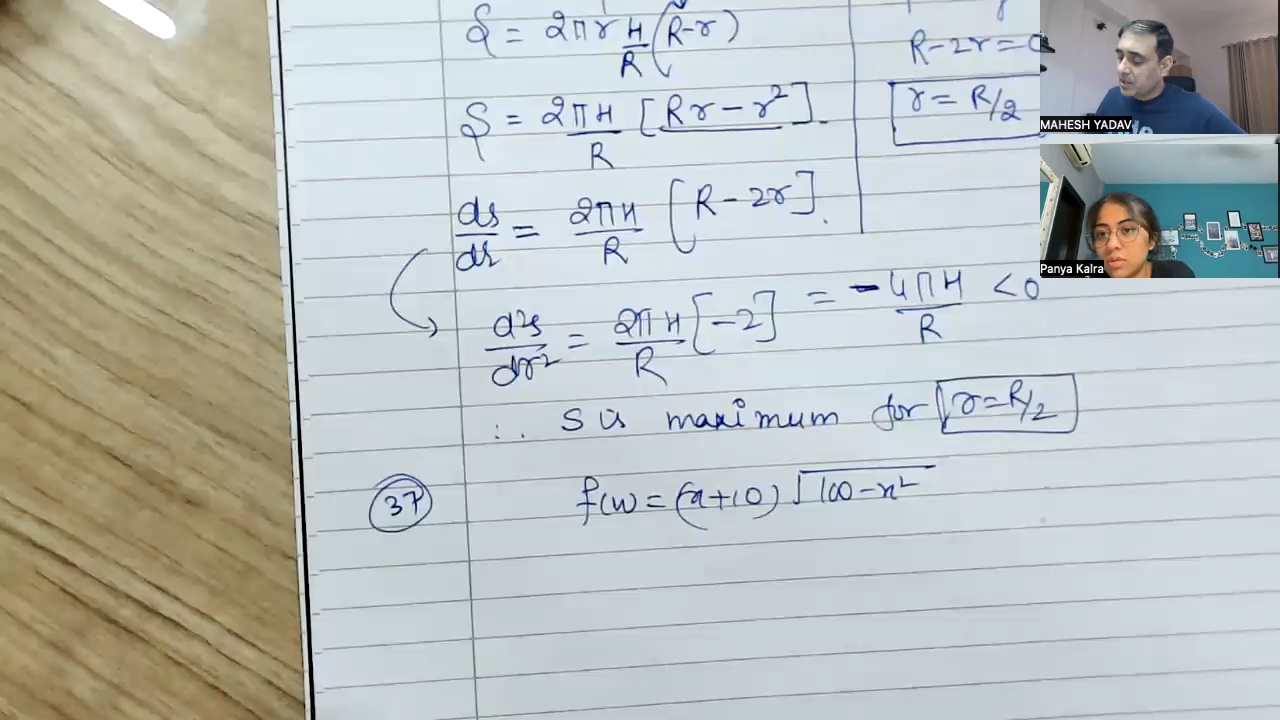 S = 2πr H/R (R-r)
S = 2πH/R [Rr - r²].
ds/dr = 2πH/R [R - 2r].
d²s/dr² = 2πH/R [-2] = -4πH/R < 0
∴ S is maximum for r = R/2
37 f(x) = (x+10) √100-x²
R-2r=0
r = R/2
MAHESH YADAV
Panya Kalra